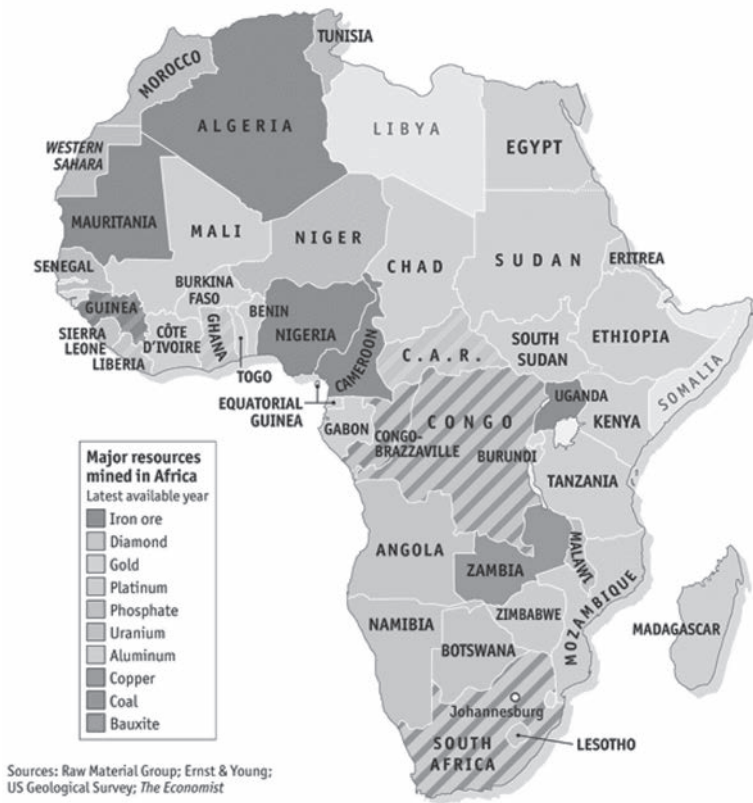 TUNISIA
MOROCCO
ALGERIA
LIBYA
EGYPT
WESTERN
SAHARA
MAURITANIA
MALI
NIGER
CHAD
SUDAN
ERITREA
SENEGAL
BURKINA
FASO
BENIN
GUINEA
SIERRA
LEONE
LIBERIA
CÔTE
D'IVOIRE
GHANA
TOGO
NIGERIA
CAMEROON
C.A.R.
SOUTH
SUDAN
ETHIOPIA
SOMALIA
EQUATORIAL
GUINEA
GABON
CONGO-
BRAZZAVILLE
CONGO
UGANDA
KENYA
BURUNDI
TANZANIA
ANGOLA
ZAMBIA
MALAWI
MOZAMBIQUE
ZIMBABWE
NAMIBIA
BOTSWANA
MADAGASCAR
Johannesburg
SOUTH
AFRICA
LESOTHO
Major resources
mined in Africa
Latest available year
Iron ore
Diamond
Gold
Platinum
Phosphate
Uranium
Aluminum
Copper
Coal
Bauxite
Sources: Raw Material Group; Ernst & Young;
US Geological Survey; The Economist